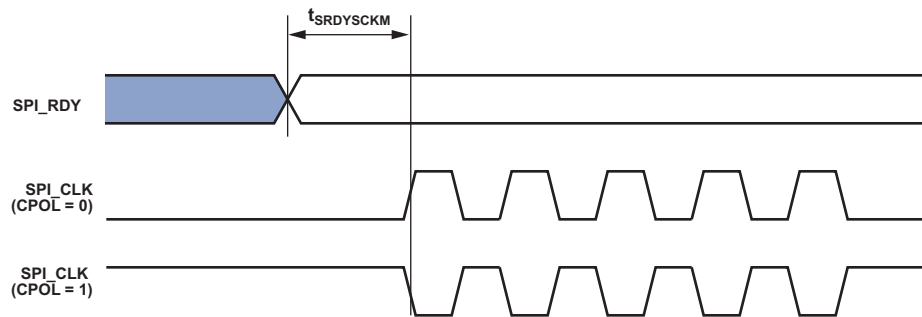 tSRDYSCKM
SPI_RDY
SPI_CLK
(CPOL = 0)
SPI_CLK
(CPOL = 1)